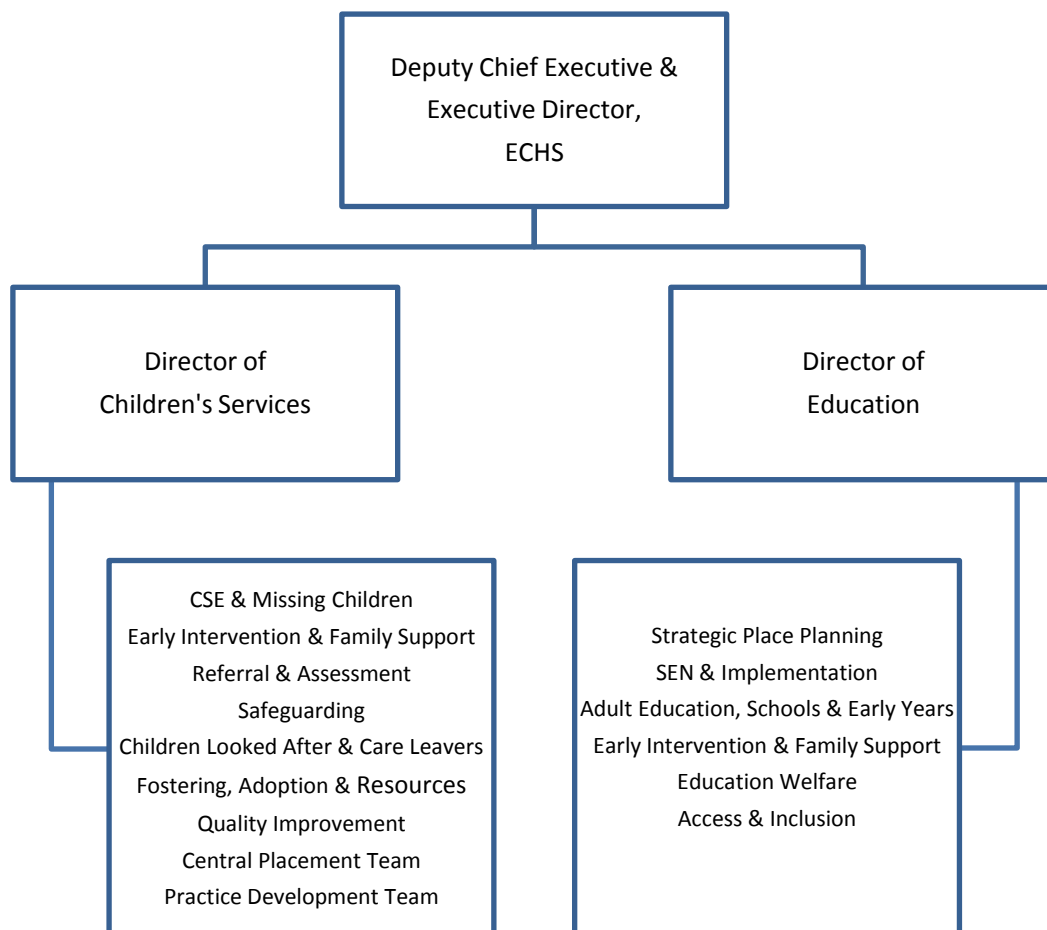 Deputy Chief Executive &
Executive Director,
ECHS
Director of
Children's Services
Director of
Education
CSE & Missing Children
Early Intervention & Family Support
Referral & Assessment
Safeguarding
Children Looked After & Care Leavers
Fostering, Adoption & Resources
Quality Improvement
Central Placement Team
Practice Development Team
Strategic Place Planning
SEN & Implementation
Adult Education, Schools & Early Years
Early Intervention & Family Support
Education Welfare
Access & Inclusion